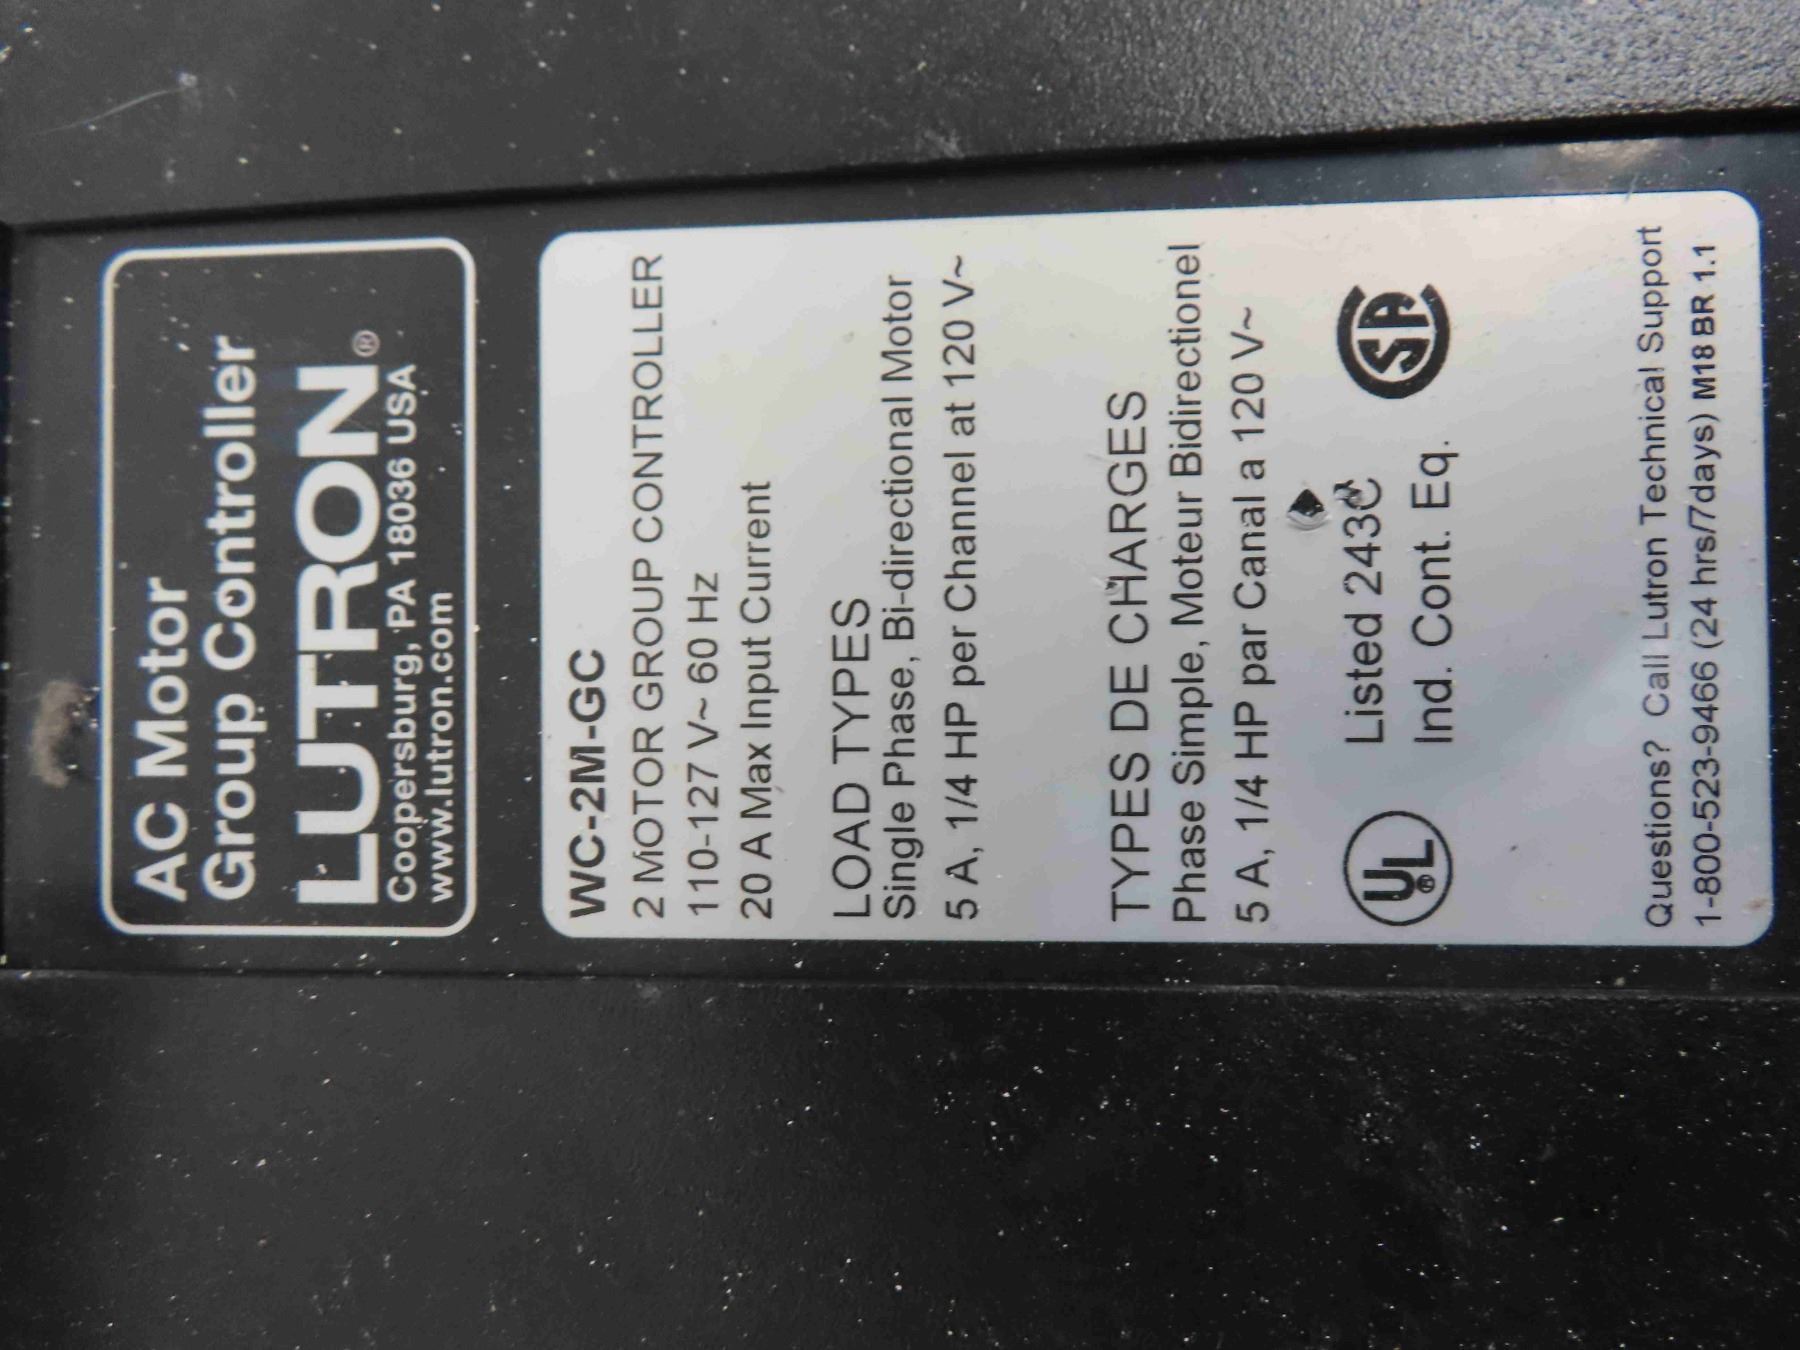 AC Motor
Group Controller
LUTRON®
Coopersburg, PA 18036 USA
www.lutron.com
WC-2M-GC
2 MOTOR GROUP CONTROLLER
110-127 V~ 60 Hz
20 A Max Input Current
LOAD TYPES
Single Phase, Bi-directional Motor
5 A, 1/4 HP per Channel at 120 V~
TYPES DE CHARGES
Phase Simple, Moteur Bidirectionel
5 A, 1/4 HP par Canal a 120 V~
UL® Listed SA
Ind. Cont. Eq.
Questions? Call Lutron Technical Support
1-800-523-9466 (24 hrs/7days) M18 BR 1.1